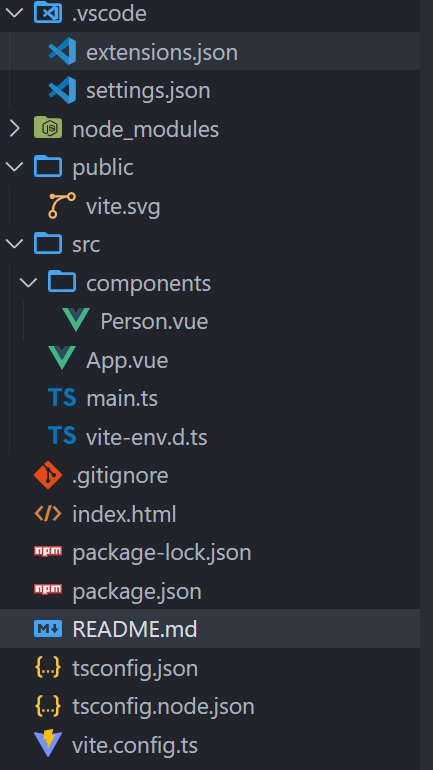 .vscode
extensions.json
settings.json
node_modules
public
vite.svg
src
components
Person.vue
App.vue
TS main.ts
TS vite-env.d.ts
.gitignore
index.html
npm package-lock.json
npm package.json
M README.md
{...} tsconfig.json
{...} tsconfig.node.json
vite.config.ts